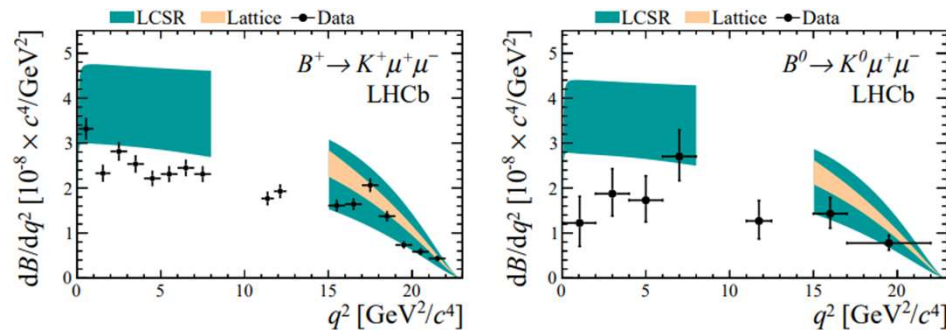 LCSR Lattice Data
dB/dq² [10⁻⁸ × c⁴/GeV²]
5
4
3
2
1
0
B⁺ → K⁺μ⁺μ⁻
LHCb
0 5 10 15 20
q² [GeV²/c⁴]
LCSR Lattice Data
dB/dq² [10⁻⁸ × c⁴/GeV²]
5
4
3
2
1
0
B⁰ → K⁰μ⁺μ⁻
LHCb
0 5 10 15 20
q² [GeV²/c⁴]